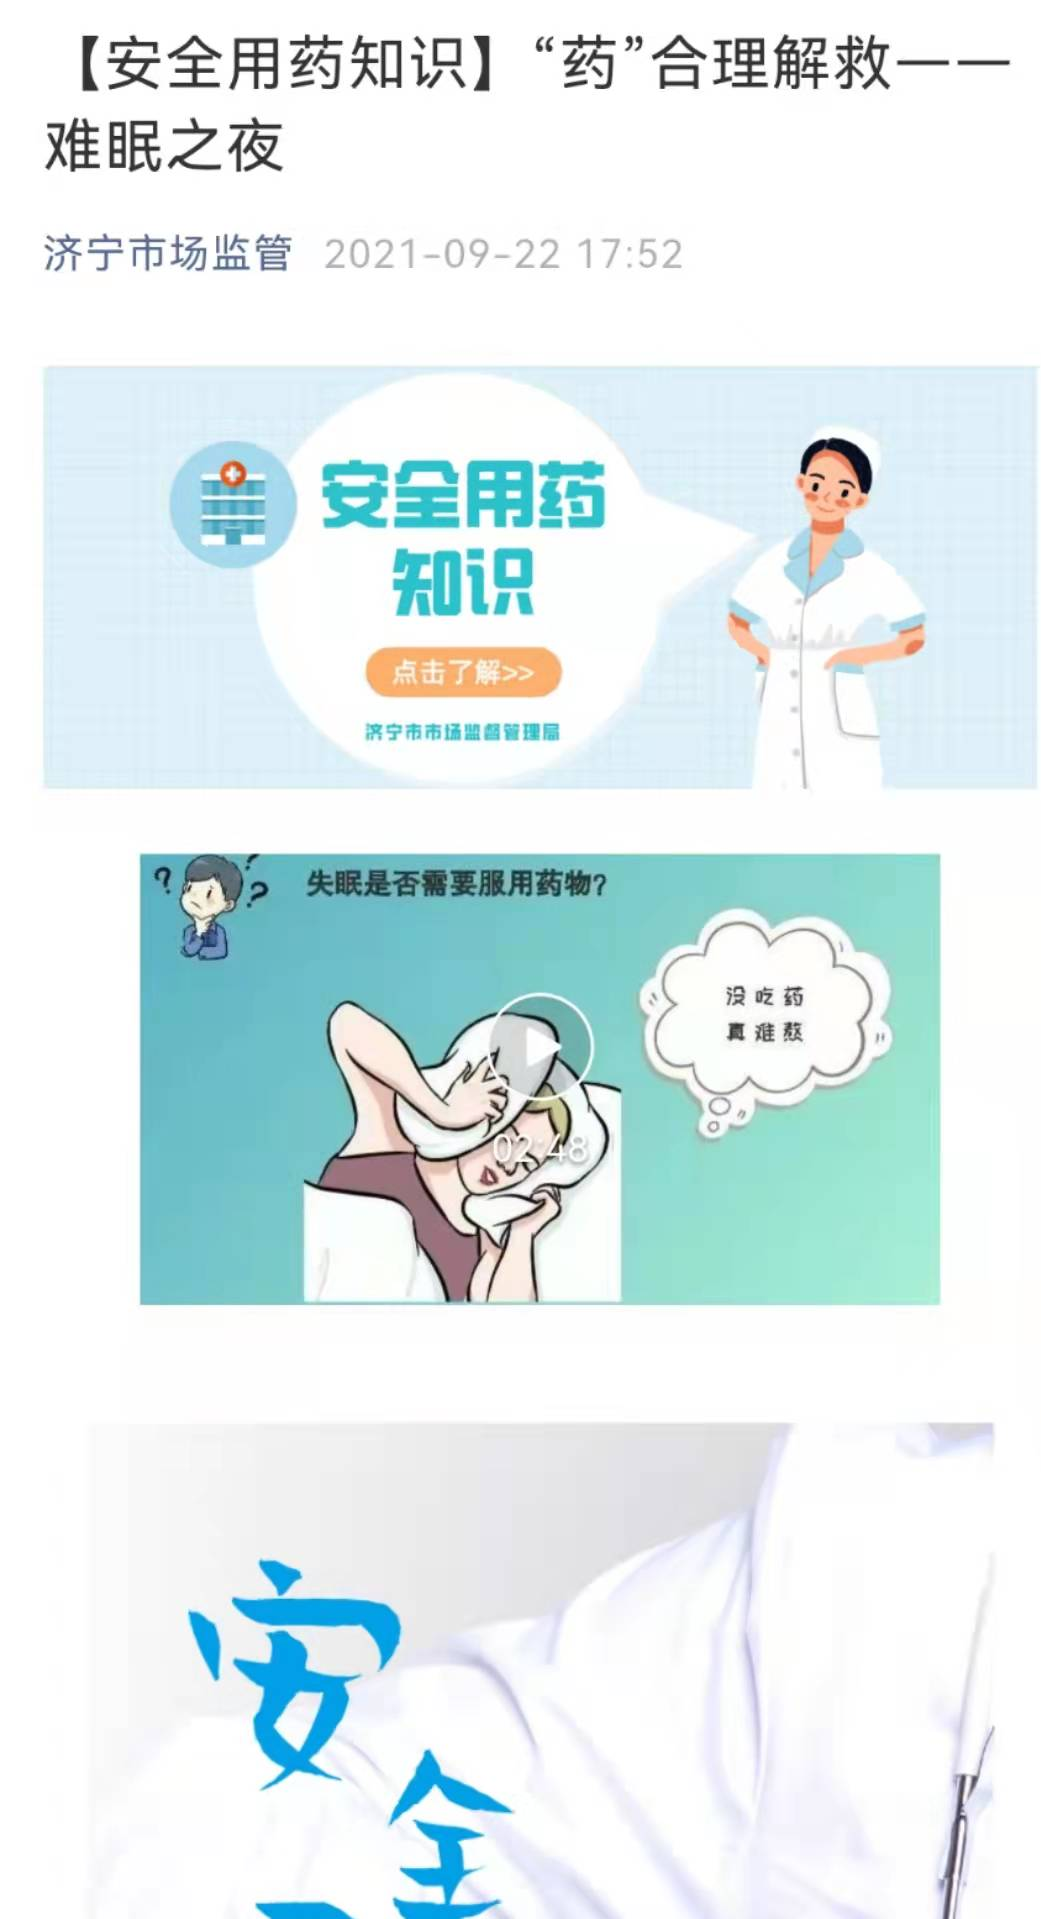 【安全用药知识】“药”合理解救——
难眠之夜
济宁市场监管 2021-09-22 17:52
安全用药
知识
点击了解>>
济宁市市场监督管理局
? ? ?
失眠是否需要服用药物?
没吃药
真难熬
02:48
安
全